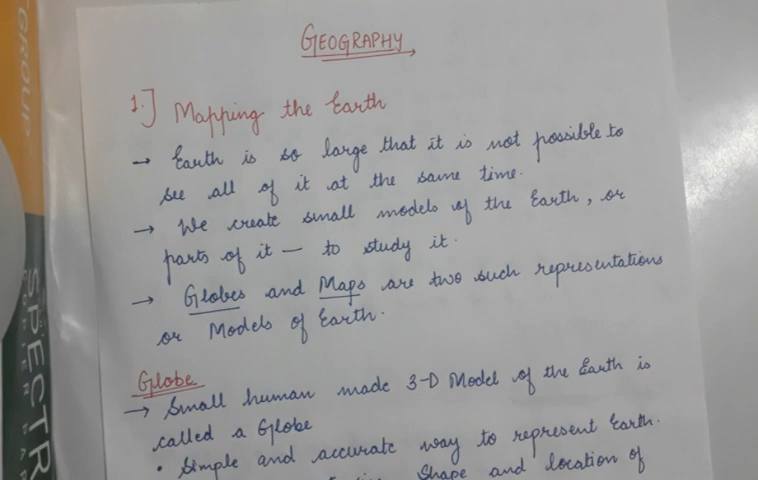 GEOGRAPHY
1.] Mapping the Earth
→ Earth is so large that it is not possible to
see all of it at the same time.
→ We create small models of the Earth, or
parts of it — to study it.
→ Globes and Maps are two such representations
or Models of Earth.
Globe
→ Small human made 3-D Model of the Earth is
called a Globe
• Simple and accurate way to represent Earth.
Shape and location of
GROUP
SPECTR